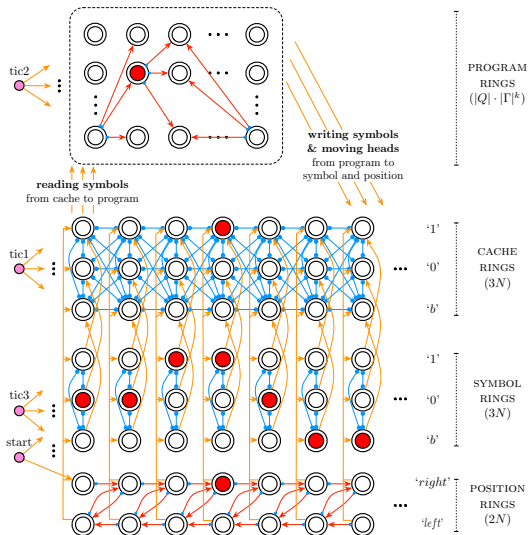 tic2
PROGRAM
RINGS
(|Q| · |Γ|^k)
writing symbols
& moving heads
from program to
symbol and position
reading symbols
from cache to program
tic1
'1'
'0'
'b'
CACHE
RINGS
(3N)
tic3
start
'1'
'0'
'b'
SYMBOL
RINGS
(3N)
'right'
'left'
POSITION
RINGS
(2N)